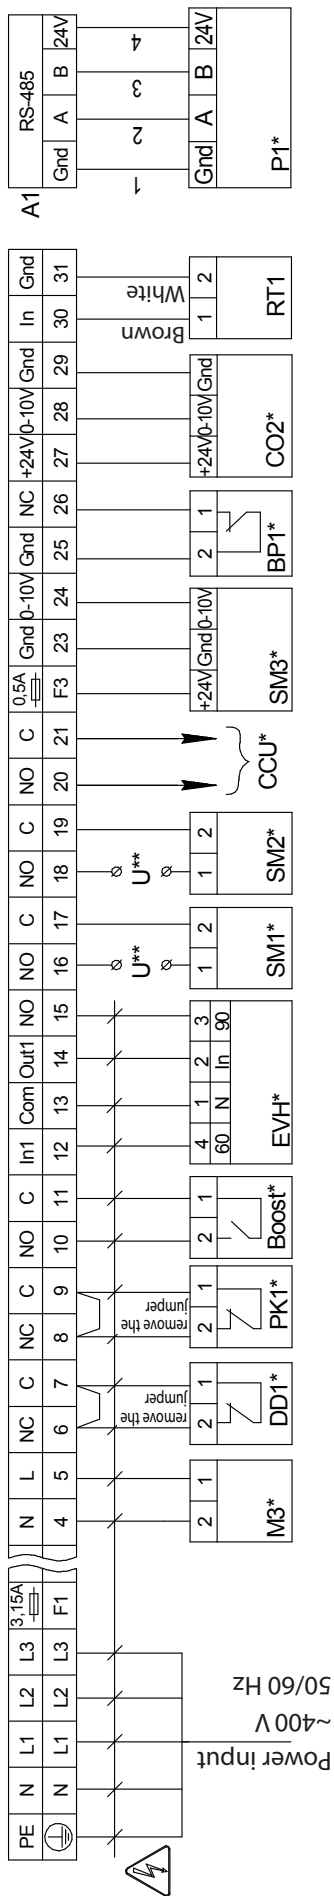 PE N L1 L2 L3 3,15A N L NC C NC C NO C In1 Com Out1 NO NO C NO C NO C 0,5A Gnd 0-10V Gnd NC +24V 0-10V Gnd In Gnd
N L1 L2 L3 F1 4 5 6 7 8 9 10 11 12 13 14 15 16 17 18 19 20 21 F3 23 24 25 26 27 28 29 30 31
Power input
~400 V
50/60 Hz
2 1
M3*
remove the
jumper
2 1
DD1*
remove the
jumper
2 1
PK1*
2 1
Boost*
4 1 2 3
60 N In 90
EVH*
U**
1 2
SM1*
U**
1 2
SM2*
CCU*
+24V Gnd 0-10V
SM3*
2 1
BP1*
+24V 0-10V Gnd
CO2*
Brown
White
1 2
RT1
A1
RS-485
Gnd A B 24V
1 2 3 4
Gnd A B 24V
P1*